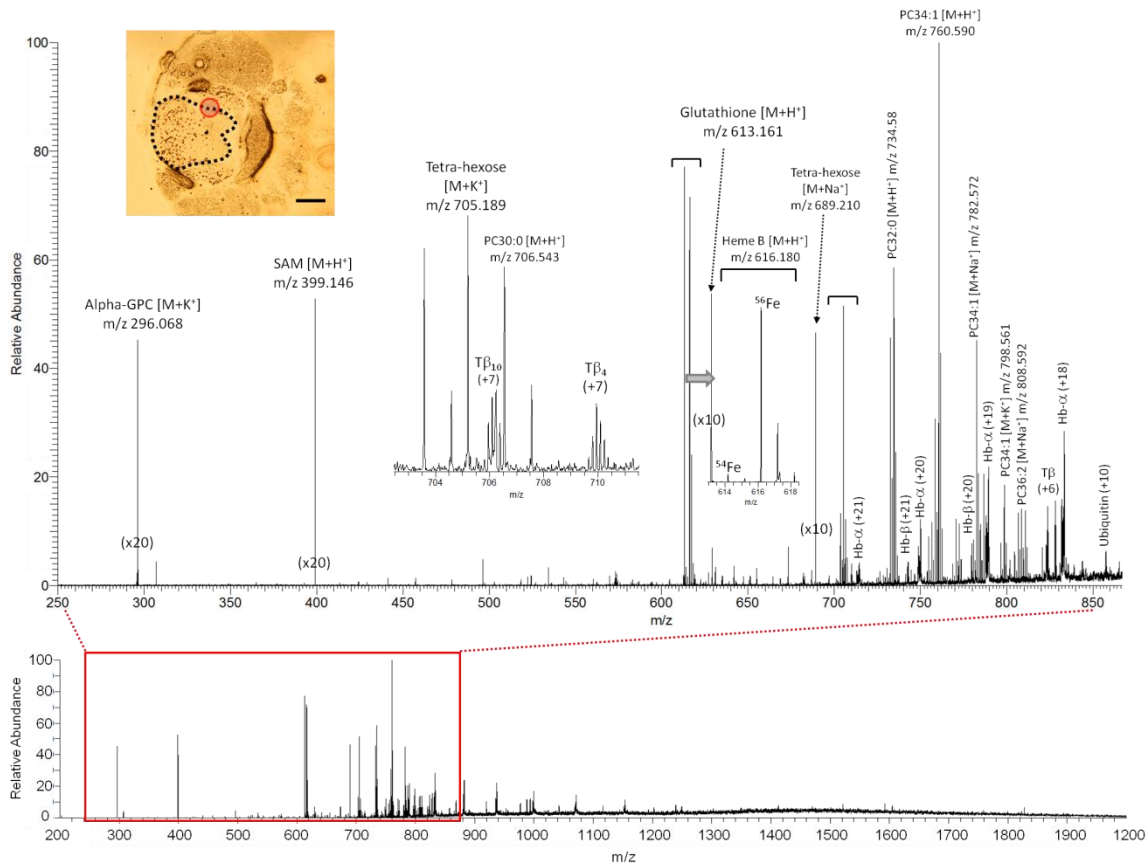 PC34:1 [M+H⁺]
m/z 760.590
100
80
60
40
20
0
Relative Abundance
Alpha-GPC [M+K⁺]
m/z 296.068
(x20)
SAM [M+H⁺]
m/z 399.146
(x20)
Tetra-hexose
[M+K⁺]
m/z 705.189
PC30:0 [M+H⁺]
m/z 706.543
Tβ₁₀
(+7)
Tβ₄
(+7)
704 706 708 710
m/z
Glutathione [M+H⁺]
m/z 613.161
Heme B [M+H⁺]
m/z 616.180
⁵⁶Fe
⁵⁴Fe
(x10)
614 616 618
m/z
Tetra-hexose
[M+Na⁺]
m/z 689.210
(x10)
Hb-α (+21)
PC32:0 [M+H⁺] m/z 734.58
Hb-β (+21)
Hb-α (+20)
Hb-β (+20)
PC34:1 [M+Na⁺] m/z 782.572
Hb-α (+19)
PC34:1 [M+K⁺] m/z 798.561
PC36:2 [M+Na⁺] m/z 808.592
Tβ
(+6)
Hb-α (+18)
Ubiquitin (+10)
250 300 350 400 450 500 550 600 650 700 750 800 850
m/z
100
80
60
40
20
0
Relative Abundance
200 300 400 500 600 700 800 900 1000 1100 1200 1300 1400 1500 1600 1700 1800 1900 1200
m/z